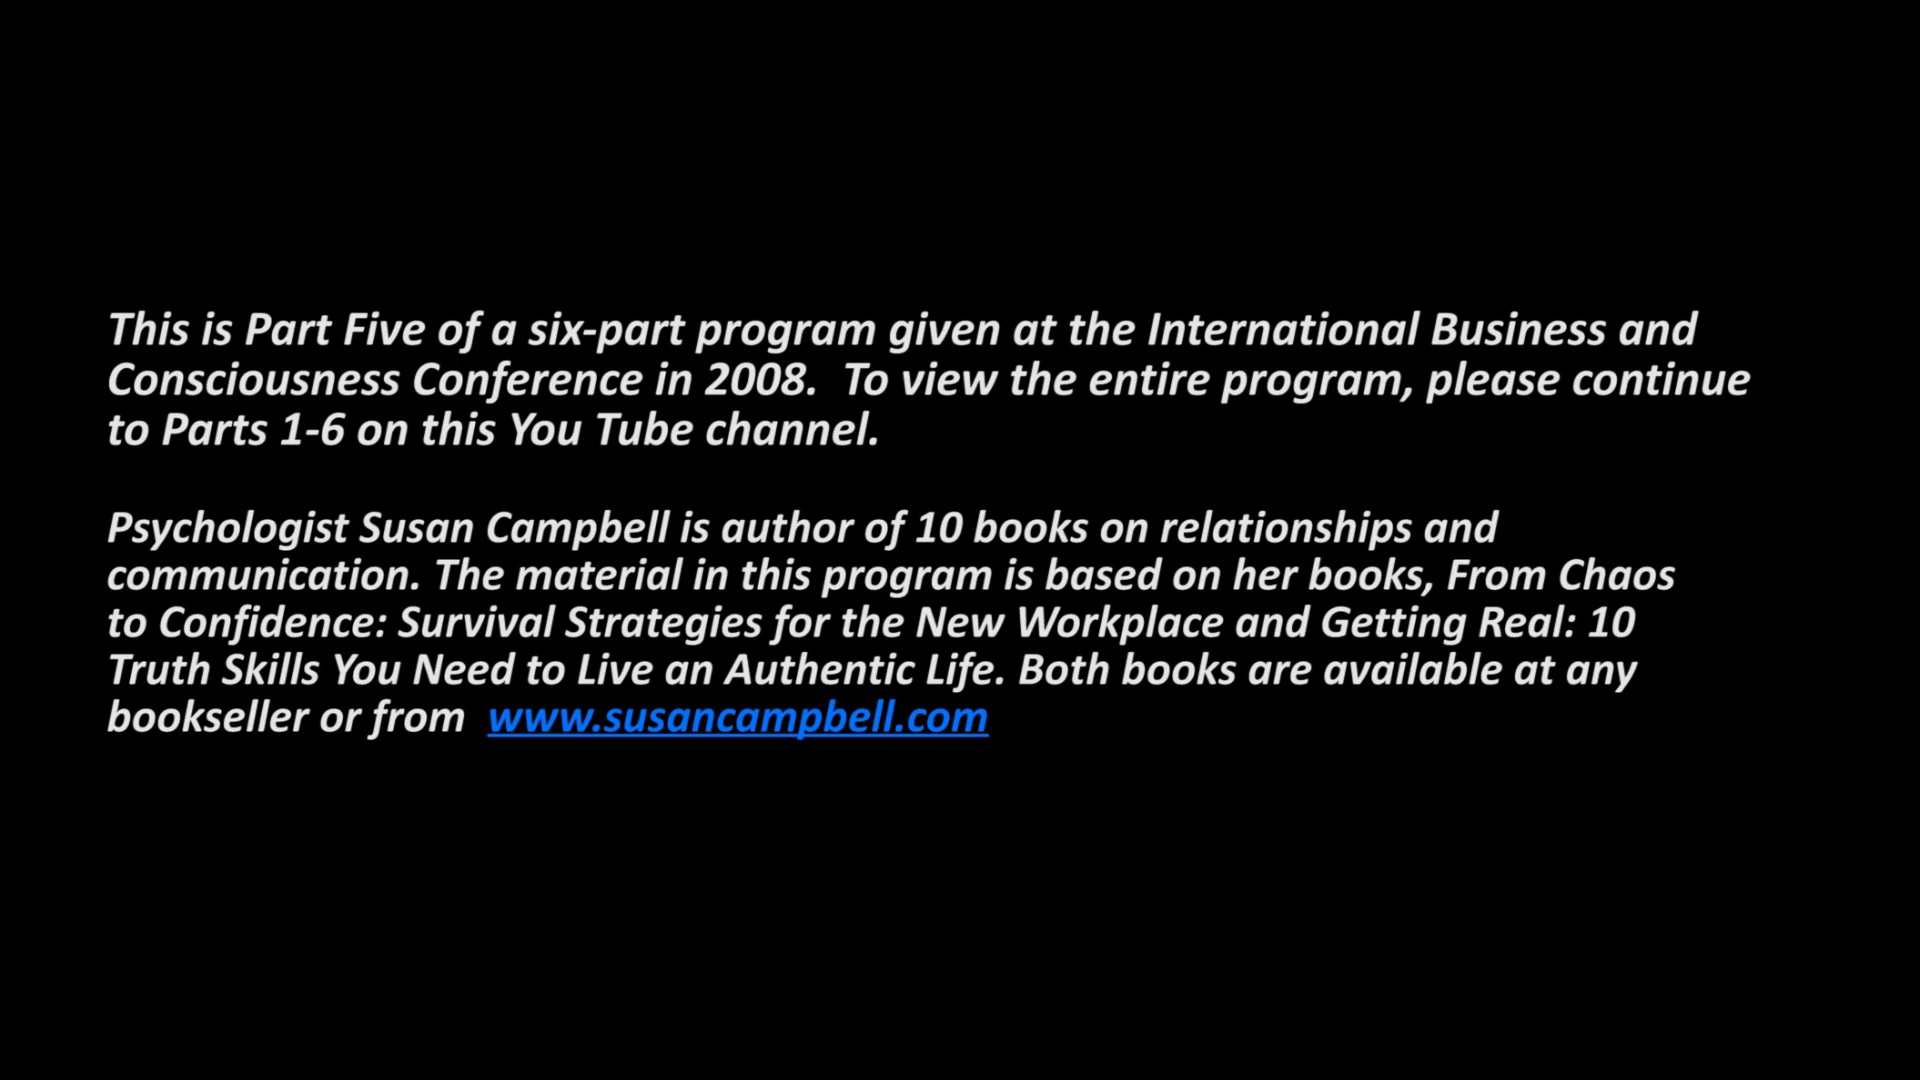 This is Part Five of a six-part program given at the International Business and
Consciousness Conference in 2008.  To view the entire program, please continue
to Parts 1-6 on this You Tube channel.
Psychologist Susan Campbell is author of 10 books on relationships and
communication. The material in this program is based on her books, From Chaos
to Confidence: Survival Strategies for the New Workplace and Getting Real: 10
Truth Skills You Need to Live an Authentic Life. Both books are available at any
bookseller or from  www.susancampbell.com